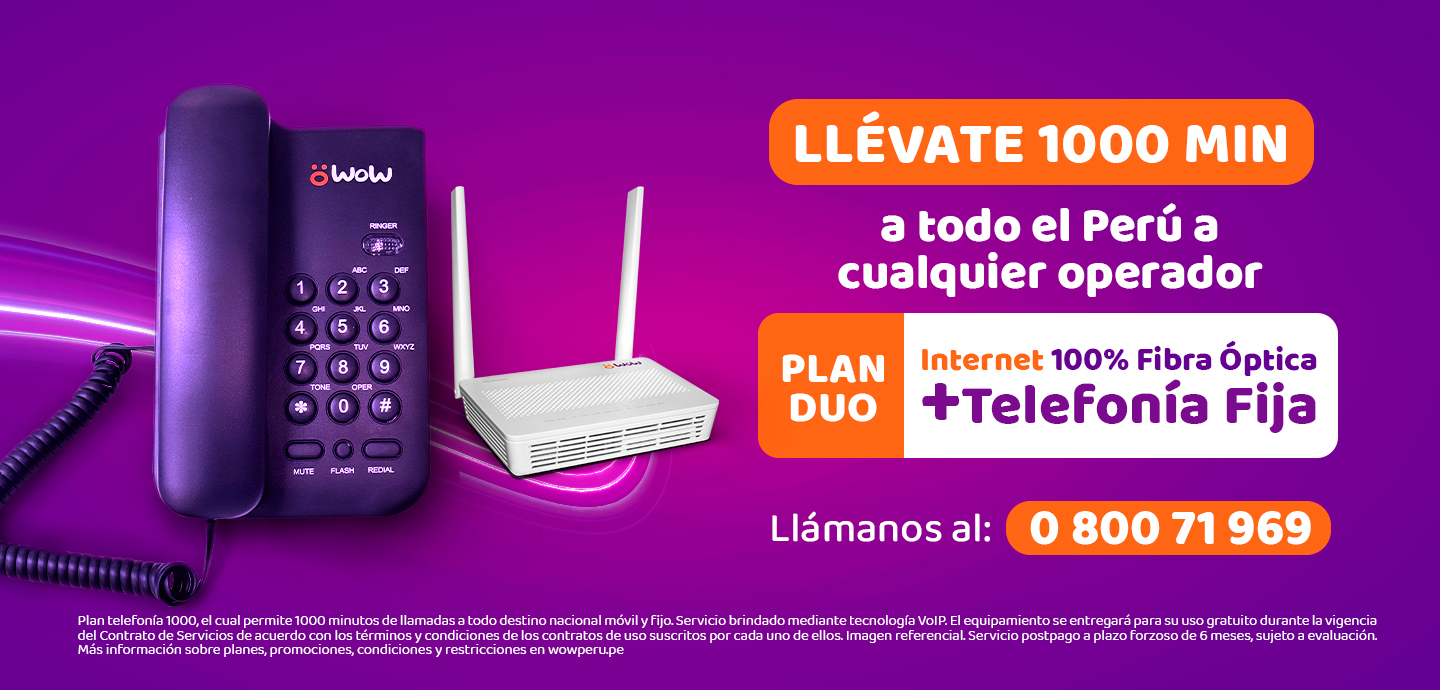 wow
RINGER
ABC DEF
1 2 3
GHI JKL MNO
4 5 6
PQRS TUV WXYZ
7 8 9
TONE OPER
* 0 #
MUTE FLASH REDIAL
wow
LLÉVATE 1000 MIN
a todo el Perú a
cualquier operador
PLAN
DUO
Internet 100% Fibra Óptica
+Telefonía Fija
Llámanos al: 0 800 71 969
Plan telefonía 1000, el cual permite 1000 minutos de llamadas a todo destino nacional móvil y fijo. Servicio brindado mediante tecnología VoIP. El equipamiento se entregará para su uso gratuito durante la vigencia
del Contrato de Servicios de acuerdo con los términos y condiciones de los contratos de uso suscritos por cada uno de ellos. Imagen referencial. Servicio postpago a plazo forzoso de 6 meses, sujeto a evaluación.
Más información sobre planes, promociones, condiciones y restricciones en wowperu.pe